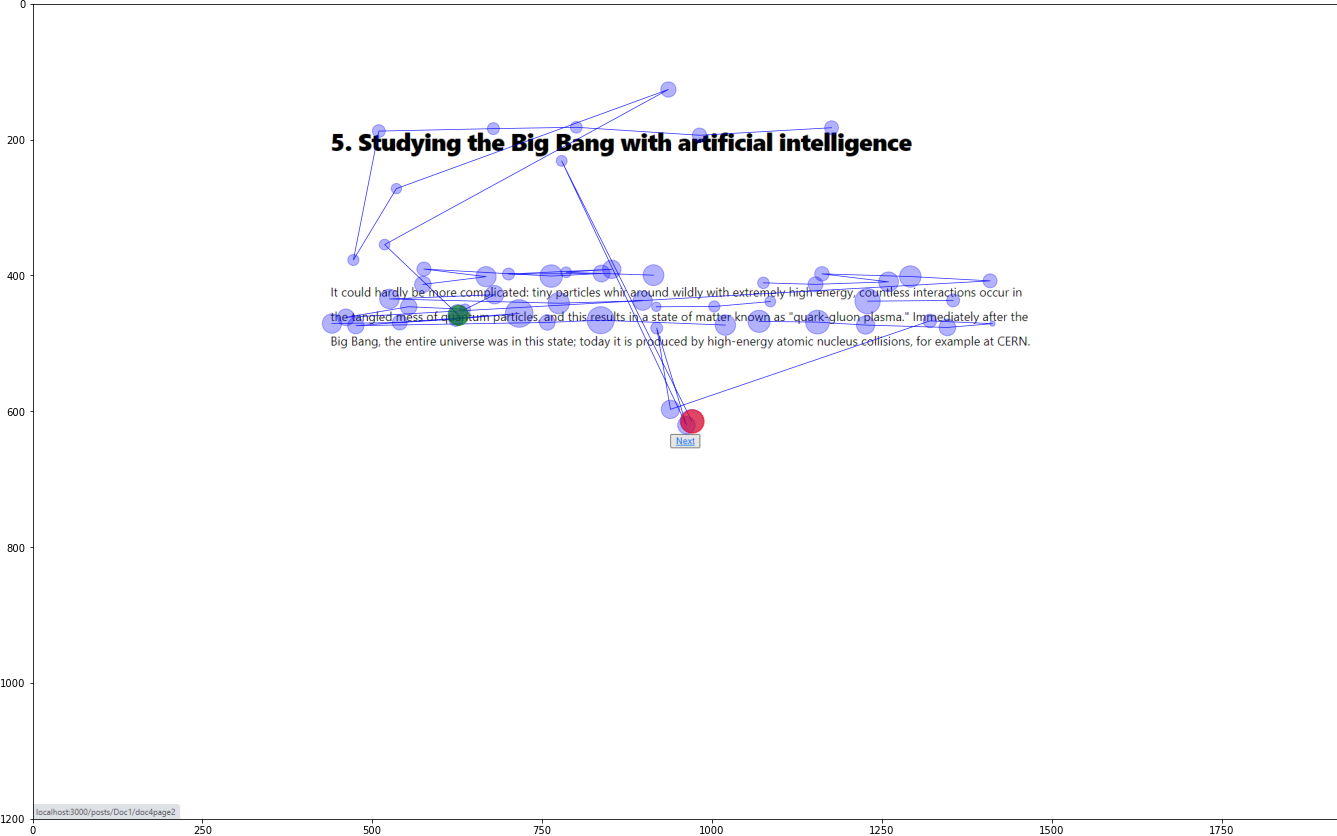 0
200
5. Studying the Big Bang with artificial intelligence
400
It could hardly be more complicated: tiny particles whir around wildly with extremely high energy, countless interactions occur in
the tangled mess of quantum particles, and this results in a state of matter known as "quark-gluon plasma." Immediately after the
Big Bang, the entire universe was in this state; today it is produced by high-energy atomic nucleus collisions, for example at CERN.
600
Next
800
1000
localhost:3000/posts/Doc1/doc4page2
1200
0 250 500 750 1000 1250 1500 1750